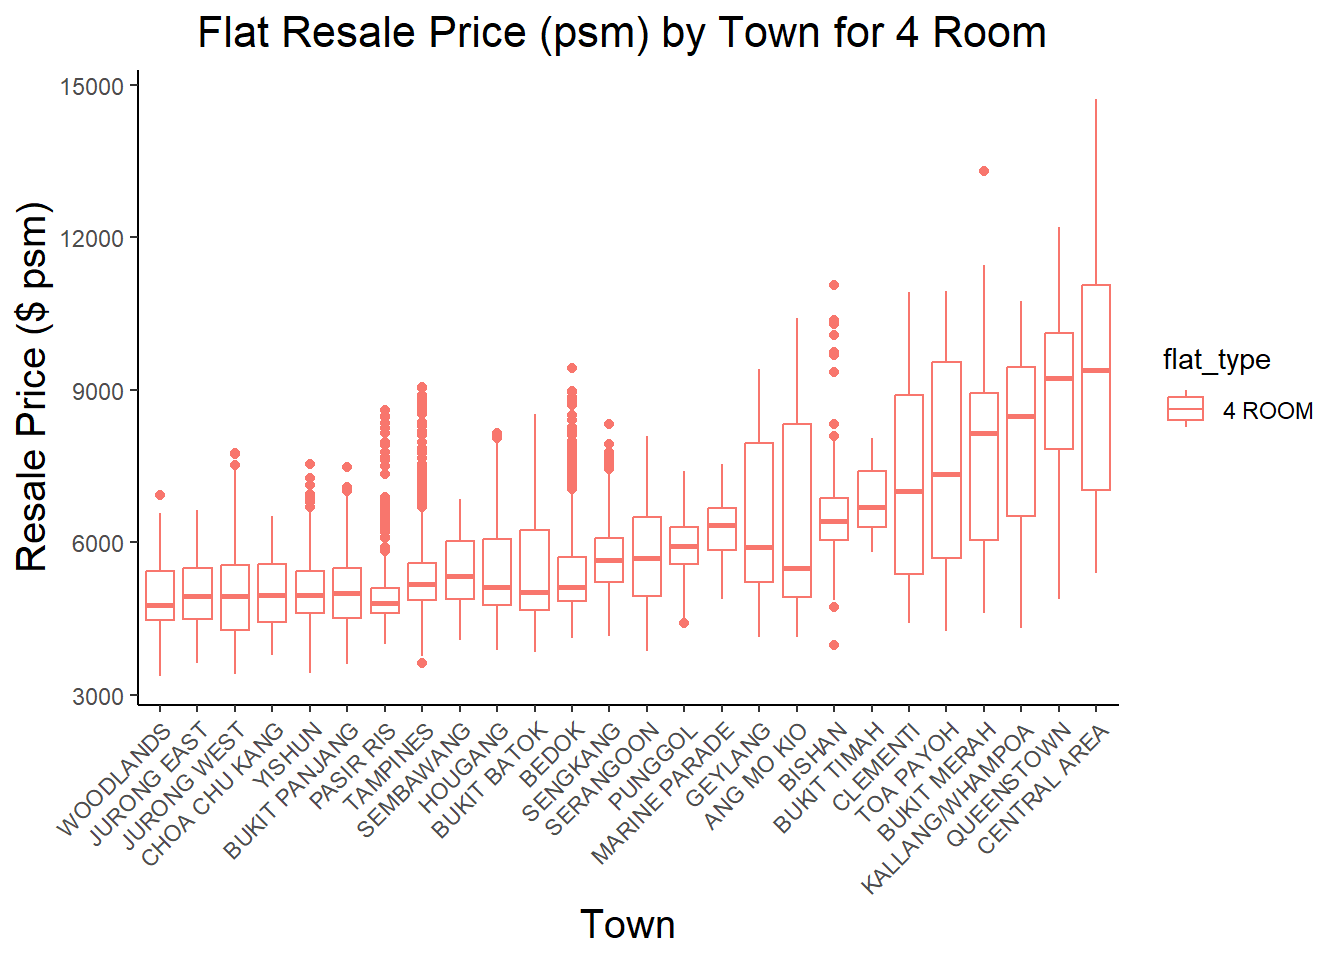 Flat Resale Price (psm) by Town for 4 Room
Resale Price ($ psm)
15000
12000
9000
6000
3000
WOODLANDS
JURONG EAST
JURONG WEST
CHOA CHU KANG
YISHUN
BUKIT PANJANG
PASIR RIS
TAMPINES
SEMBAWANG
HOUGANG
BUKIT BATOK
BEDOK
SENGKANG
SERANGOON
PUNGGOL
MARINE PARADE
GEYLANG
ANG MO KIO
BISHAN
BUKIT TIMAH
CLEMENTI
TOA PAYOH
BUKIT MERAH
KALLANG/WHAMPOA
QUEENSTOWN
CENTRAL AREA
Town
flat_type
4 ROOM